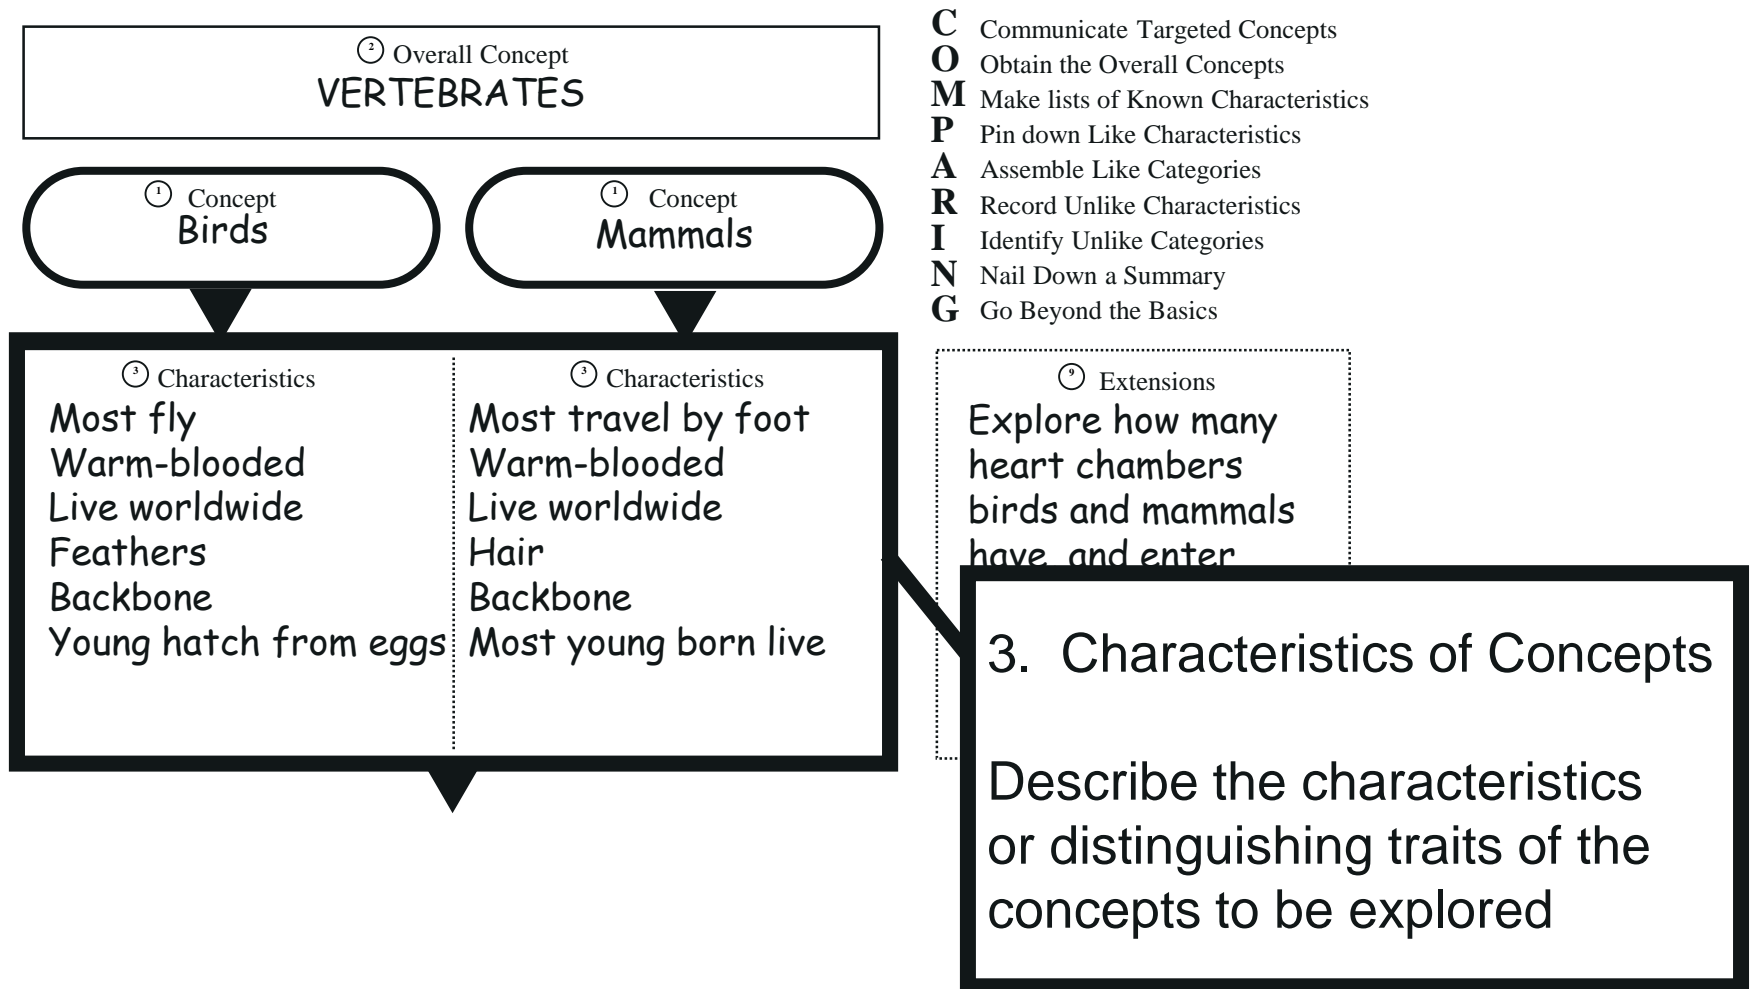 ② Overall Concept
VERTEBRATES
① Concept
Birds
① Concept
Mammals
③ Characteristics
Most fly
Warm-blooded
Live worldwide
Feathers
Backbone
Young hatch from eggs
③ Characteristics
Most travel by foot
Warm-blooded
Live worldwide
Hair
Backbone
Most young born live
C Communicate Targeted Concepts
O Obtain the Overall Concepts
M Make lists of Known Characteristics
P Pin down Like Characteristics
A Assemble Like Categories
R Record Unlike Characteristics
I Identify Unlike Categories
N Nail Down a Summary
G Go Beyond the Basics
⑨ Extensions
Explore how many
heart chambers
birds and mammals
have and enter
3. Characteristics of Concepts
Describe the characteristics
or distinguishing traits of the
concepts to be explored